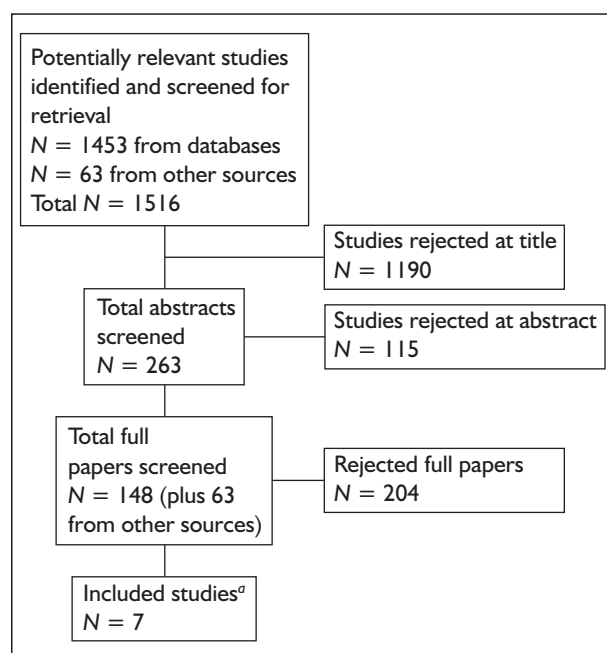 Potentially relevant studies
identified and screened for
retrieval
N = 1453 from databases
N = 63 from other sources
Total N = 1516
Studies rejected at title
N = 1190
Total abstracts
screened
N = 263
Studies rejected at abstract
N = 115
Total full
papers screened
N = 148 (plus 63
from other sources)
Rejected full papers
N = 204
Included studiesᵃ
N = 7